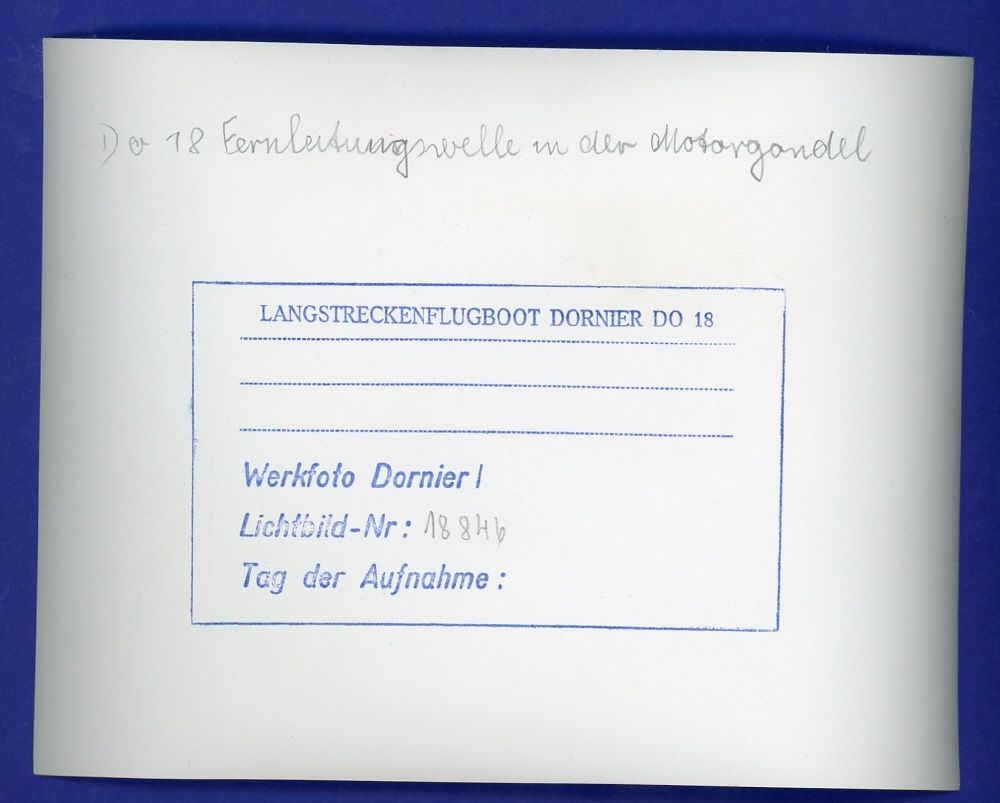 Do 18 Fernleitungswelle in der Motorgondel
LANGSTRECKENFLUGBOOT DORNIER DO 18
Werkfoto Dornier/
Lichtbild-Nr: 18846
Tag der Aufnahme: